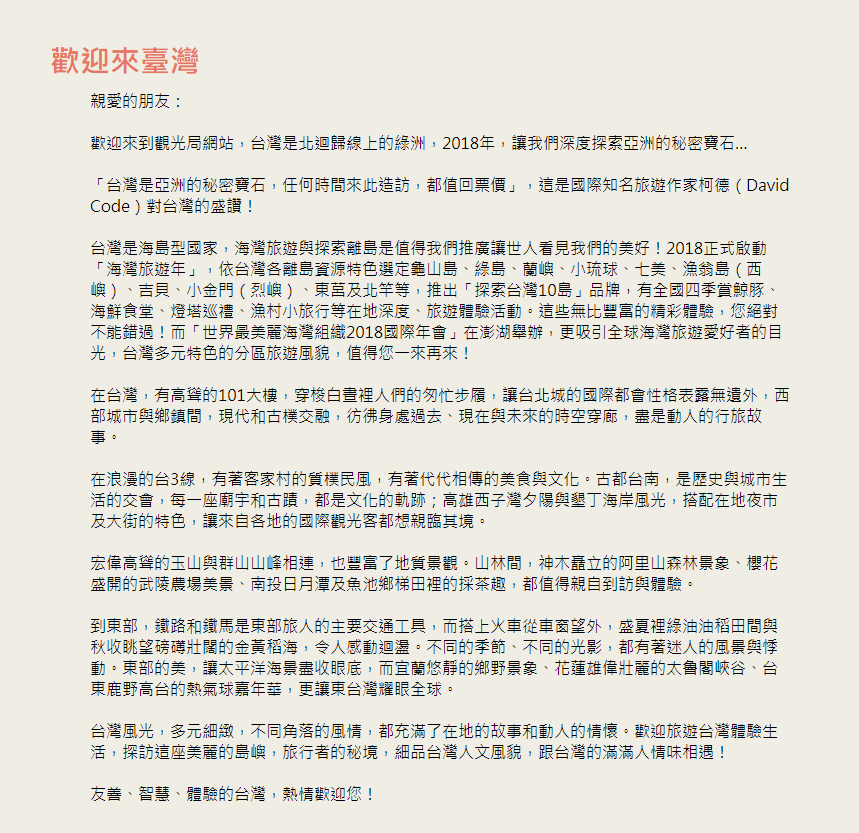 歡迎來臺灣
親愛的朋友：
歡迎來到觀光局網站，台灣是北迴歸線上的綠洲，2018年，讓我們深度探索亞洲的秘密寶石...
「台灣是亞洲的秘密寶石，任何時間來此造訪，都值回票價」，這是國際知名旅遊作家柯德（David
Code）對台灣的盛讚！
台灣是海島型國家，海灣旅遊與探索離島是值得我們推廣讓世人看見我們的美好！2018正式啟動
「海灣旅遊年」，依台灣各離島資源特色選定龜山島、綠島、蘭嶼、小琉球、七美、漁翁島（西
嶼）、吉貝、小金門（烈嶼）、東莒及北竿等，推出「探索台灣10島」品牌，有全國四季賞鯨豚、
海鮮食堂、燈塔巡禮、漁村小旅行等在地深度、旅遊體驗活動。這些無比豐富的精彩體驗，您絕對
不能錯過！而「世界最美麗海灣組織2018國際年會」在澎湖舉辦，更吸引全球海灣旅遊愛好者的目
光，台灣多元特色的分區旅遊風貌，值得您一來再來！
在台灣，有高聳的101大樓，穿梭白晝裡人們的匆忙步履，讓台北城的國際都會性格表露無遺外，西
部城市與鄉鎮間，現代和古樸交融，彷彿身處過去、現在與未來的時空穿廊，盡是動人的行旅故
事。
在浪漫的台3線，有著客家村的質樸民風，有著代代相傳的美食與文化。古都台南，是歷史與城市生
活的交會，每一座廟宇和古蹟，都是文化的軌跡；高雄西子灣夕陽與墾丁海岸風光，搭配在地夜市
及大街的特色，讓來自各地的國際觀光客都想親臨其境。
宏偉高聳的玉山與群山山峰相連，也豐富了地質景觀。山林間，神木矗立的阿里山森林景象、櫻花
盛開的武陵農場美景、南投日月潭及魚池鄉梯田裡的採茶趣，都值得親自到訪與體驗。
到東部，鐵路和鐵馬是東部旅人的主要交通工具，而搭上火車從車窗望外，盛夏裡綠油油稻田間與
秋收眺望磅礡壯闊的金黃稻海，令人感動迴盪。不同的季節、不同的光影，都有著迷人的風景與悸
動。東部的美，讓太平洋海景盡收眼底，而宜蘭悠靜的鄉野景象、花蓮雄偉壯麗的太魯閣峽谷、台
東鹿野高台的熱氣球嘉年華，更讓東台灣耀眼全球。
台灣風光，多元細緻，不同角落的風情，都充滿了在地的故事和動人的情懷。歡迎旅遊台灣體驗生
活，探訪這座美麗的島嶼，旅行者的秘境，細品台灣人文風貌，跟台灣的滿滿人情味相遇！
友善、智慧、體驗的台灣，熱情歡迎您！